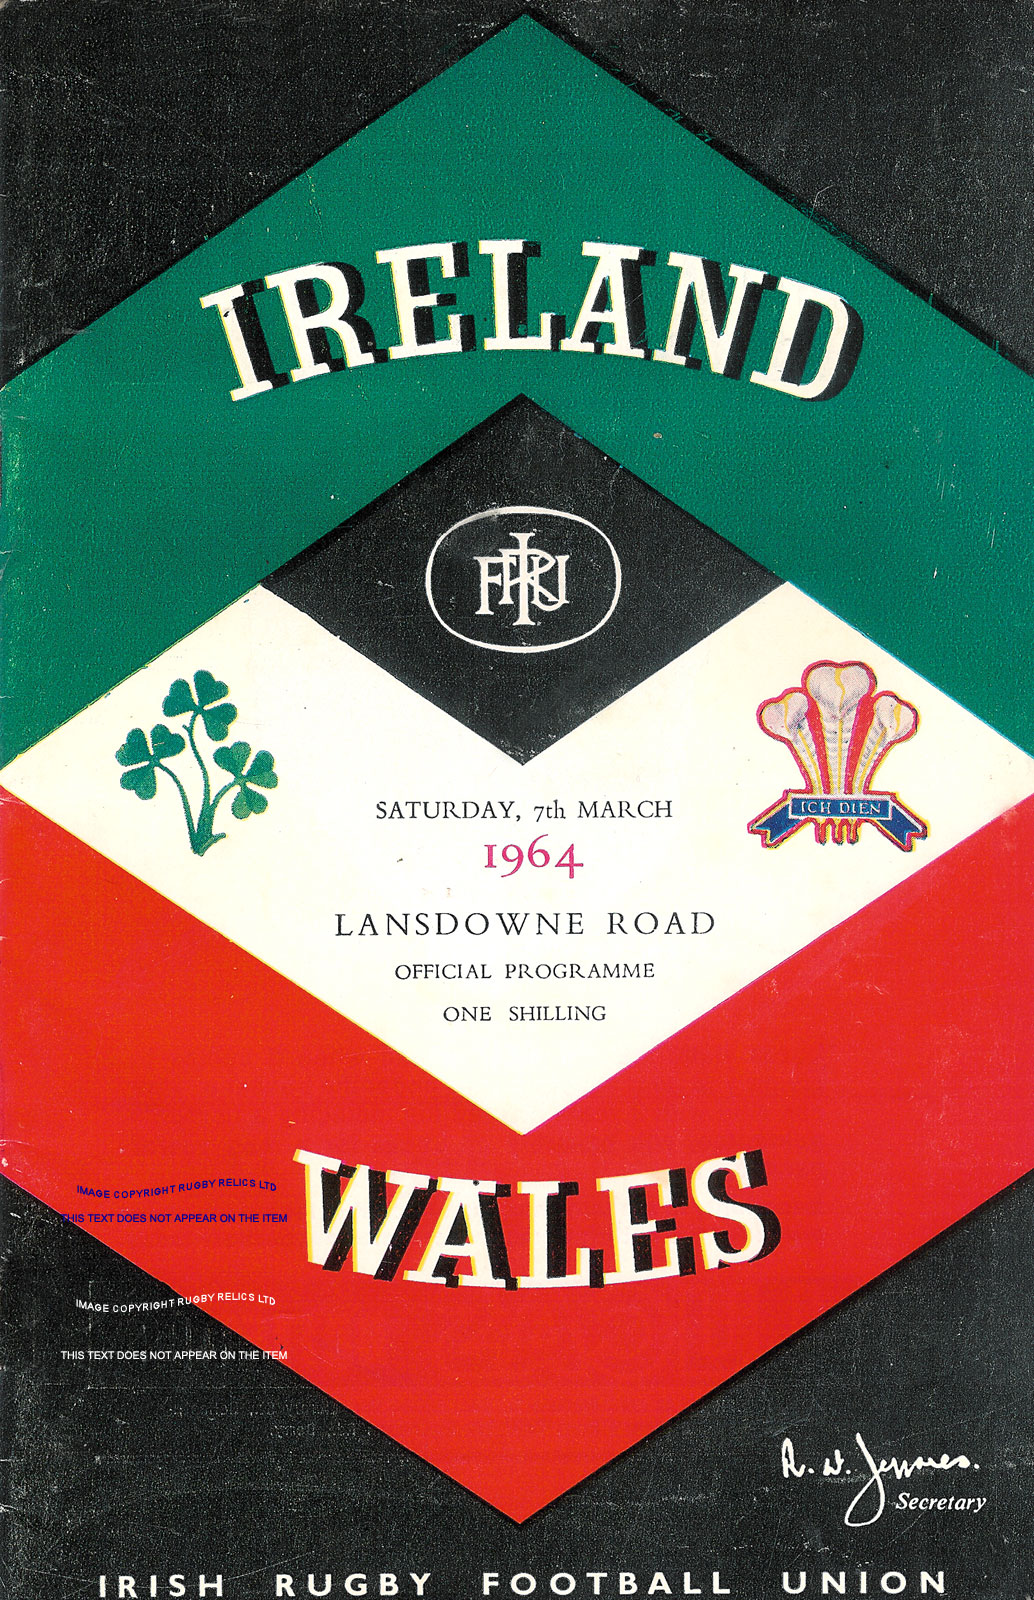 IRELAND
IRFU
ICH DIEN
SATURDAY, 7th MARCH
1964
LANSDOWNE ROAD
OFFICIAL PROGRAMME
ONE SHILLING
WALES
IMAGE COPYRIGHT RUGBY RELICS LTD
THIS TEXT DOES NOT APPEAR ON THE ITEM
IMAGE COPYRIGHT RUGBY RELICS LTD
THIS TEXT DOES NOT APPEAR ON THE ITEM
Secretary
IRISH RUGBY FOOTBALL UNION